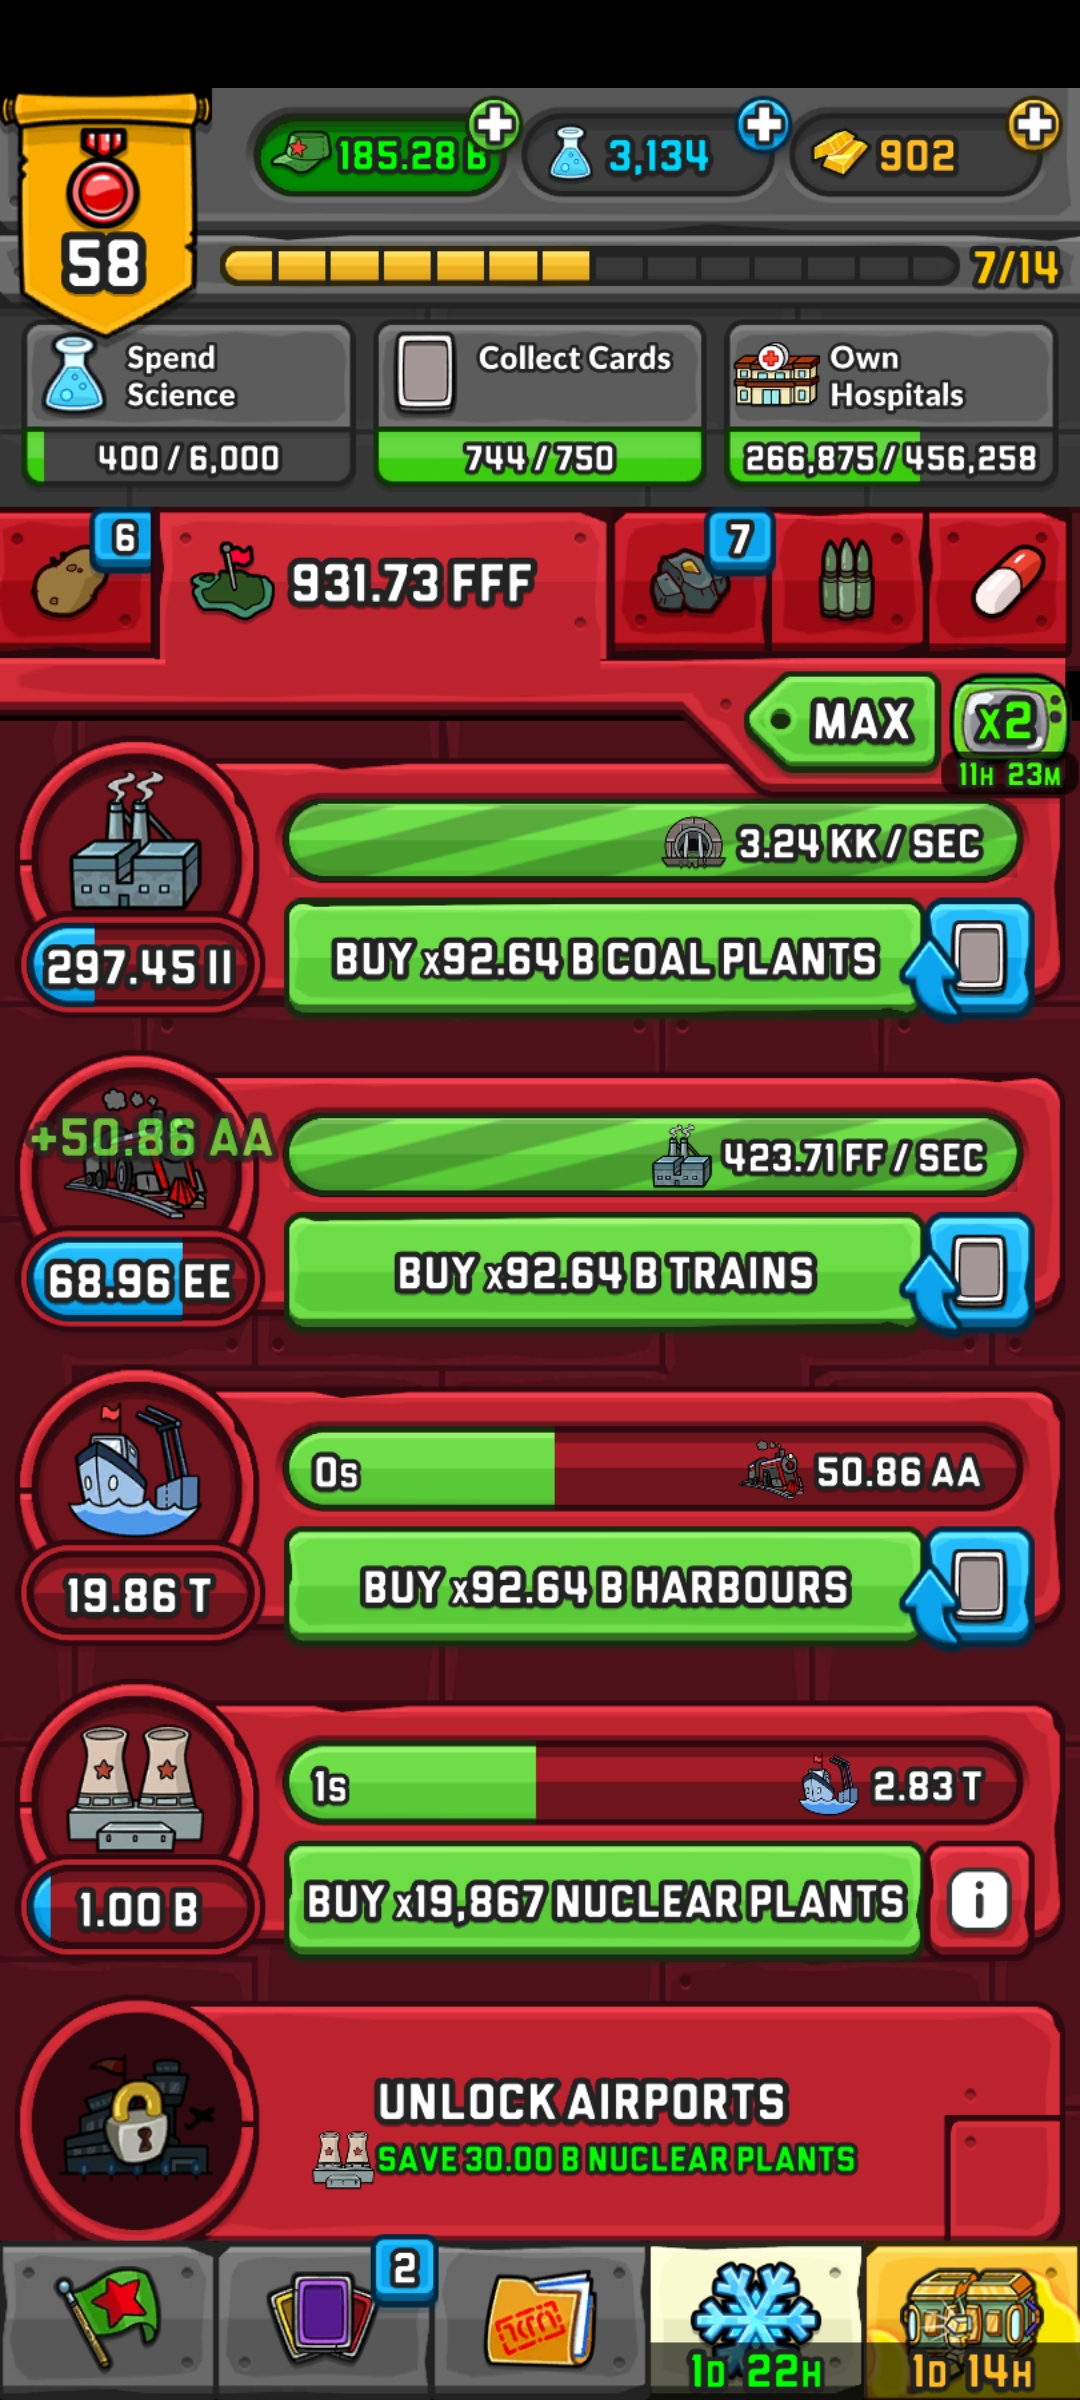 58
185.28 B
3,134
902
7/14
Spend
Science
400 / 6,000
Collect Cards
744 / 750
Own
Hospitals
266,875 / 456,258
6
931.73 FFF
7
MAX
x2
11H 23M
3.24 KK / SEC
297.45 II
BUY x92.64 B COAL PLANTS
+50.86 AA
423.71 FF / SEC
68.96 EE
BUY x92.64 B TRAINS
0s
50.86 AA
19.86 T
BUY x92.64 B HARBOURS
1s
2.83 T
1.00 B
BUY x19,867 NUCLEAR PLANTS
i
UNLOCK AIRPORTS
SAVE 30.00 B NUCLEAR PLANTS
2
1D 22H
1D 14H